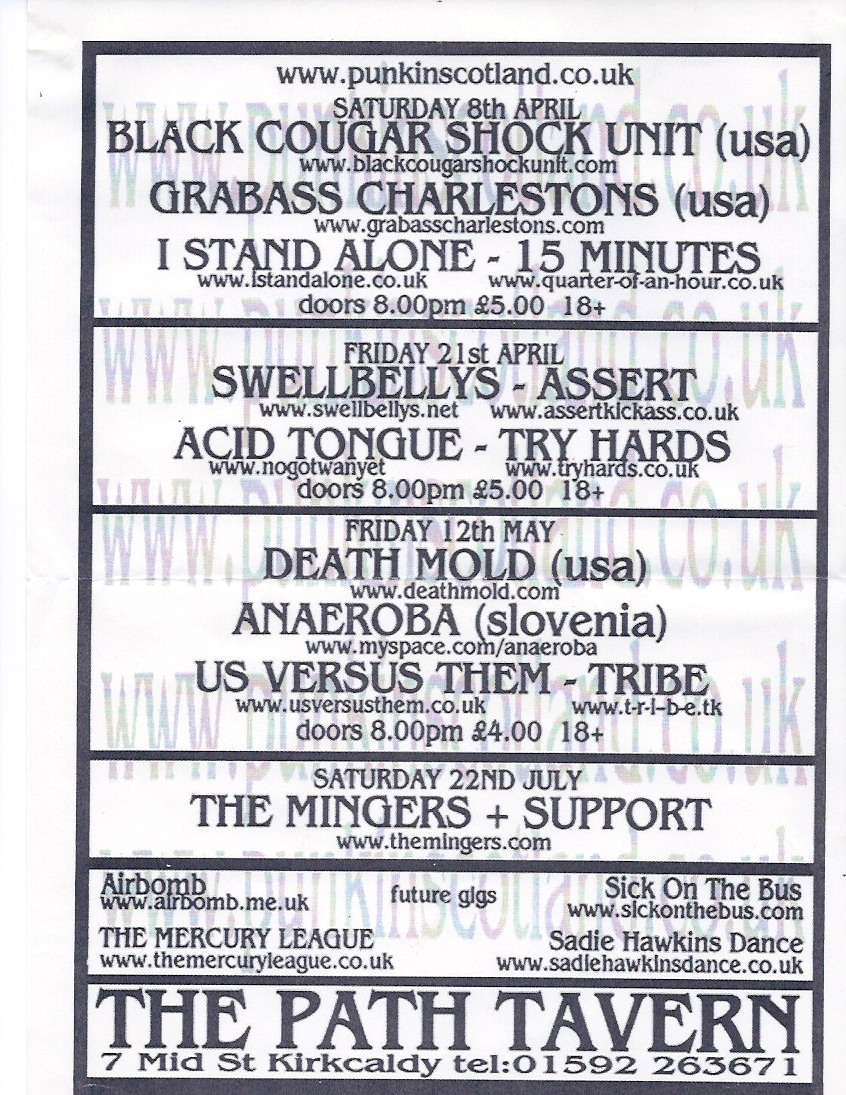 www.punkinscotland.co.uk
SATURDAY 8th APRIL
BLACK COUGAR SHOCK UNIT (usa)
www.blackcougarshockunit.com
GRABASS CHARLESTONS (usa)
www.grabasscharlestons.com
I STAND ALONE - 15 MINUTES
www.istandalone.co.uk www.quarter-of-an-hour.co.uk
doors 8.00pm £5.00 18+
FRIDAY 21st APRIL
SWELLBELLYS - ASSERT
www.swellbellys.net www.assertkickass.co.uk
ACID TONGUE - TRY HARDS
www.nogotwanyet www.tryhards.co.uk
doors 8.00pm £5.00 18+
FRIDAY 12th MAY
DEATH MOLD (usa)
www.deathmold.com
ANAEROBA (slovenia)
www.myspace.com/anaeroba
US VERSUS THEM - TRIBE
www.usversusthem.co.uk www.t-r-i-b-e.tk
doors 8.00pm £4.00 18+
SATURDAY 22ND JULY
THE MINGERS + SUPPORT
www.themingers.com
Airbomb future gigs Sick On The Bus
www.airbomb.me.uk www.sickonthebus.com
THE MERCURY LEAGUE Sadie Hawkins Dance
www.themercuryleague.co.uk www.sadiehawkinsdance.co.uk
THE PATH TAVERN
7 Mid St Kirkcaldy tel:01592 263671